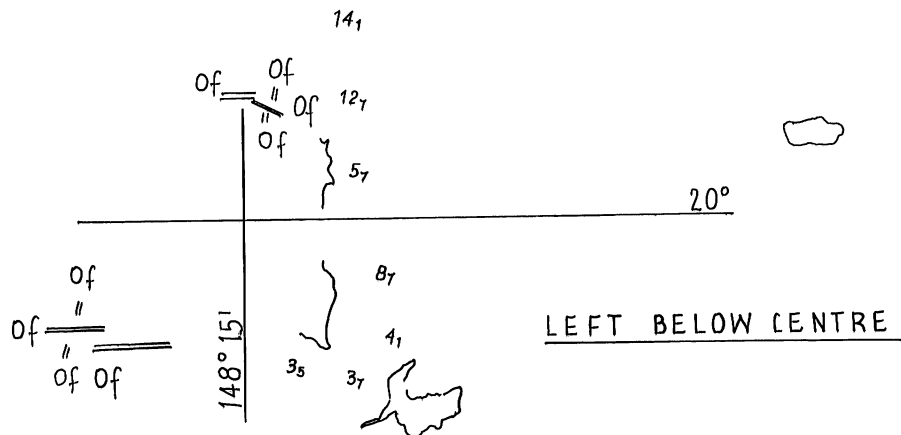 14₁
Of
Of
Of
12₇
Of
5₇
20°
Of
8₇
Of
148° 15'
LEFT BELOW CENTRE
4₁
Of Of
3₅
3₇